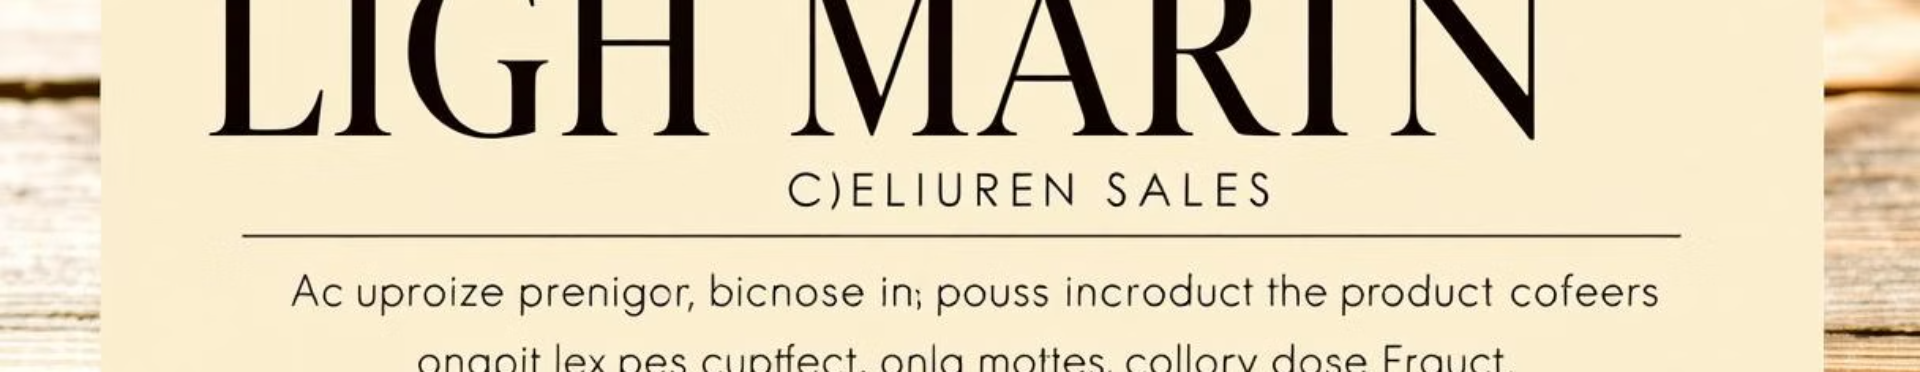 LIGH MARIN
C)ELIUREN SALES
Ac uproize prenigor, bicnose in; pouss incroduct the product cofeers
ongoit lex pes cuptfect, onla mottes, collory dose Frauct.